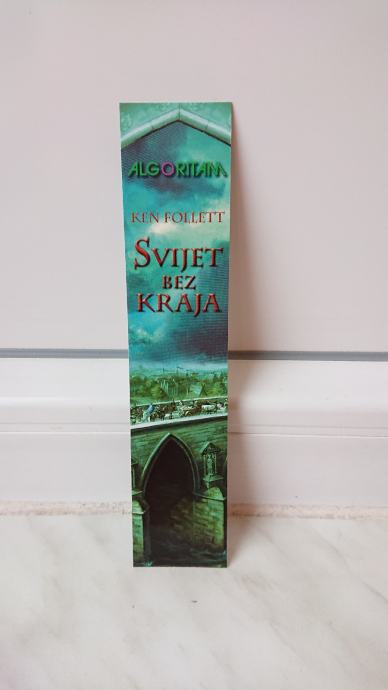 ALGORITAM
KEN FOLLETT
SVIJET
BEZ
KRAJA